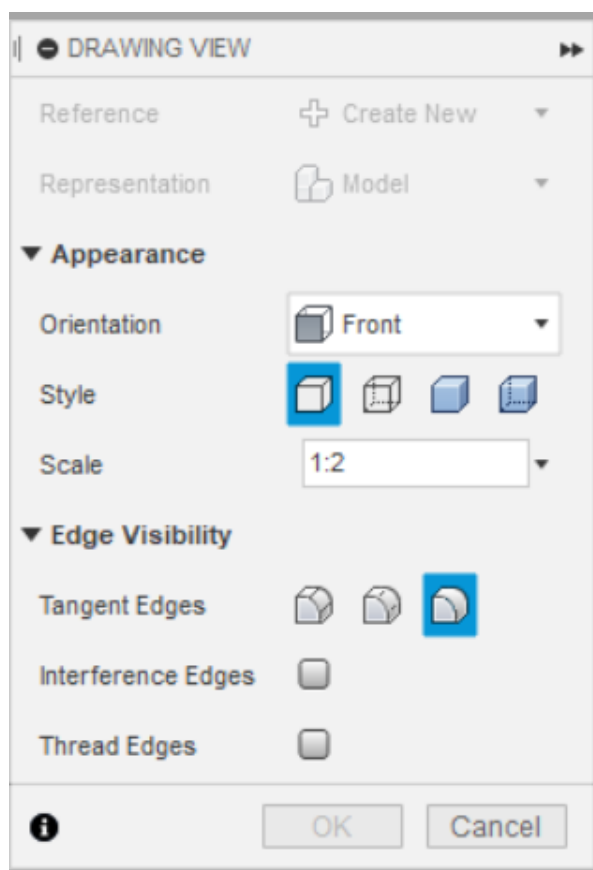 DRAWING VIEW
Reference Create New
Representation Model
Appearance
Orientation Front
Style
Scale 1:2
Edge Visibility
Tangent Edges
Interference Edges
Thread Edges
OK Cancel